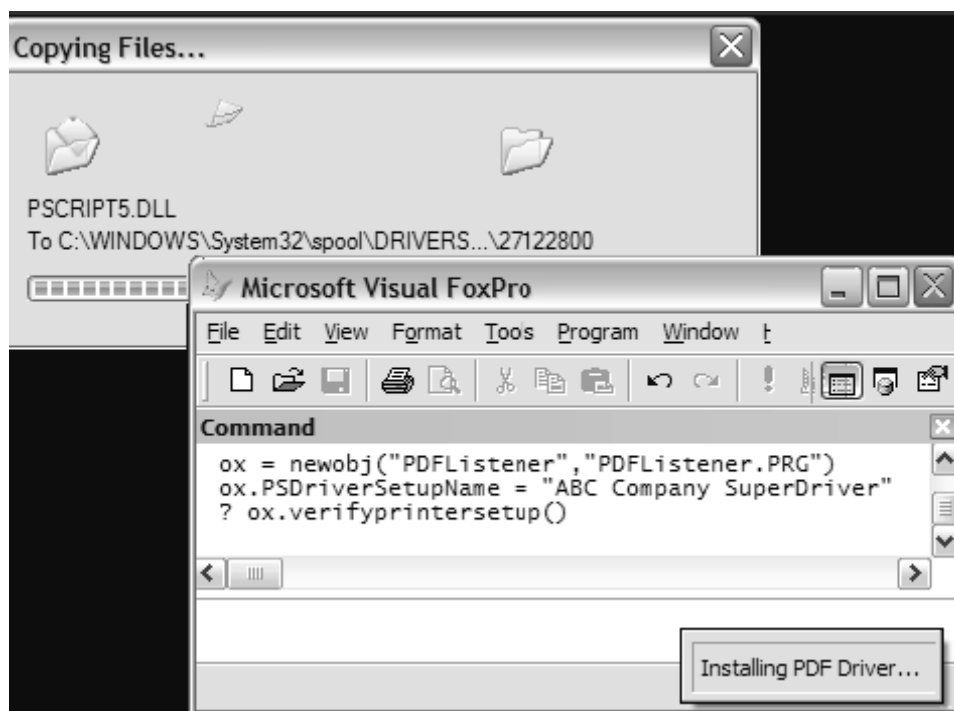 Copying Files...
PSCRIPT5.DLL
To C:\WINDOWS\System32\spool\DRIVERS...\27122800
Microsoft Visual FoxPro
File Edit View Format Tools Program Window
Command
ox = newobj("PDFListener","PDFListener.PRG")
ox.PSDriverSetupName = "ABC Company SuperDriver"
? ox.verifyprintersetup()
Installing PDF Driver...